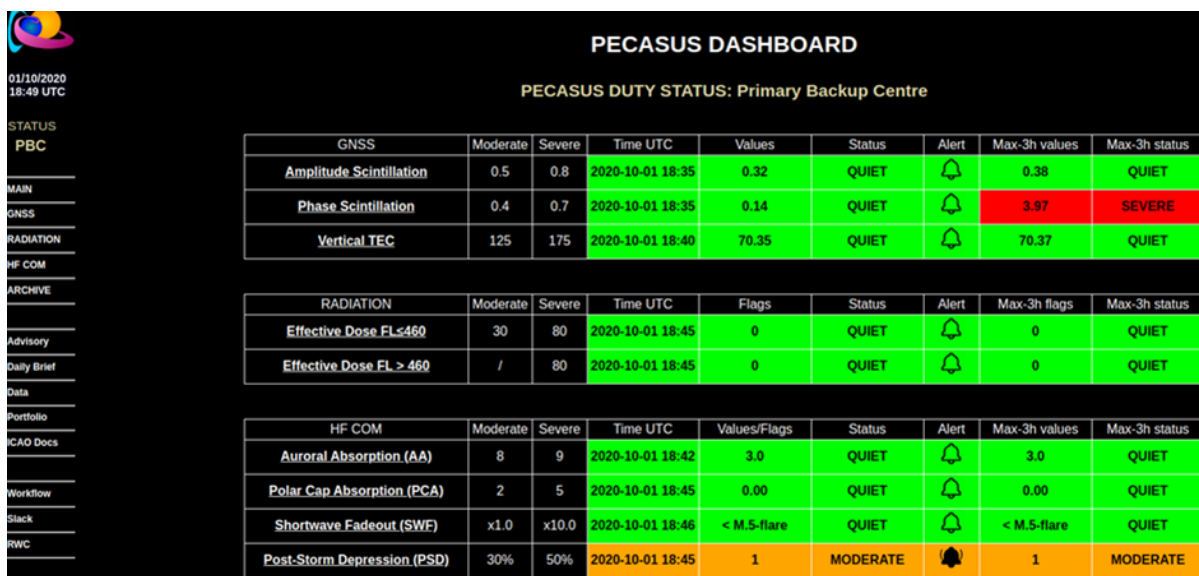 PECASUS DASHBOARD
01/10/2020
18:49 UTC
PECASUS DUTY STATUS: Primary Backup Centre
STATUS
PBC
MAIN
GNSS
RADIATION
HF COM
ARCHIVE
Advisory
Daily Brief
Data
Portfolio
ICAO Docs
Workflow
Slack
RWC
GNSS Moderate Severe Time UTC Values Status Alert Max-3h values Max-3h status
Amplitude Scintillation 0.5 0.8 2020-10-01 18:35 0.32 QUIET 0.38 QUIET
Phase Scintillation 0.4 0.7 2020-10-01 18:35 0.14 QUIET 3.97 SEVERE
Vertical TEC 125 175 2020-10-01 18:40 70.35 QUIET 70.37 QUIET
RADIATION Moderate Severe Time UTC Flags Status Alert Max-3h flags Max-3h status
Effective Dose FL≤460 30 80 2020-10-01 18:45 0 QUIET 0 QUIET
Effective Dose FL > 460 / 80 2020-10-01 18:45 0 QUIET 0 QUIET
HF COM Moderate Severe Time UTC Values/Flags Status Alert Max-3h values Max-3h status
Auroral Absorption (AA) 8 9 2020-10-01 18:42 3.0 QUIET 3.0 QUIET
Polar Cap Absorption (PCA) 2 5 2020-10-01 18:45 0.00 QUIET 0.00 QUIET
Shortwave Fadeout (SWF) x1.0 x10.0 2020-10-01 18:46 < M.5-flare QUIET < M.5-flare QUIET
Post-Storm Depression (PSD) 30% 50% 2020-10-01 18:45 1 MODERATE 1 MODERATE